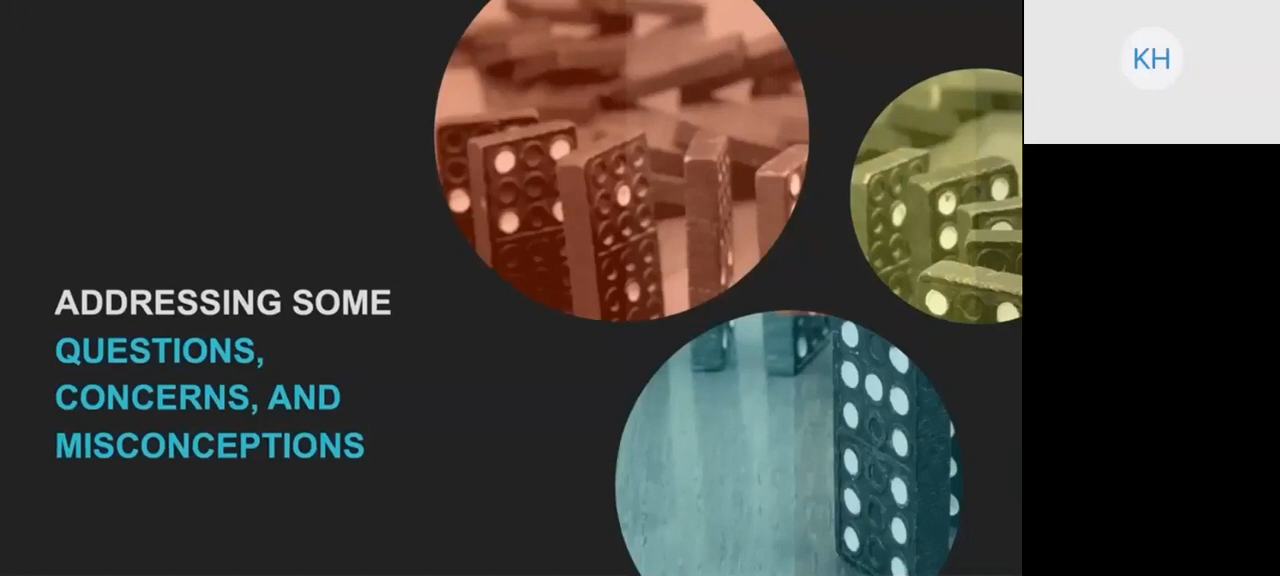 ADDRESSING SOME
QUESTIONS,
CONCERNS, AND
MISCONCEPTIONS
KH